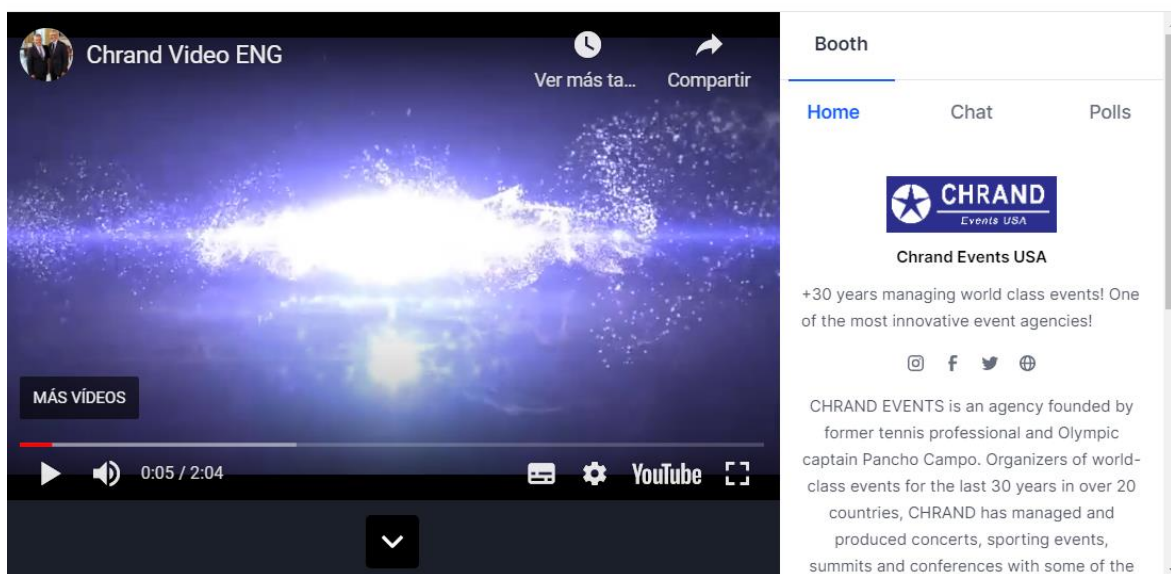 Chrand Video ENG
Ver más ta...
Compartir
MÁS VÍDEOS
0:05 / 2:04
YouTube
Booth
Home
Chat
Polls
CHRAND
Events USA
Chrand Events USA
+30 years managing world class events! One
of the most innovative event agencies!
CHRAND EVENTS is an agency founded by
former tennis professional and Olympic
captain Pancho Campo. Organizers of world-
class events for the last 30 years in over 20
countries, CHRAND has managed and
produced concerts, sporting events,
summits and conferences with some of the